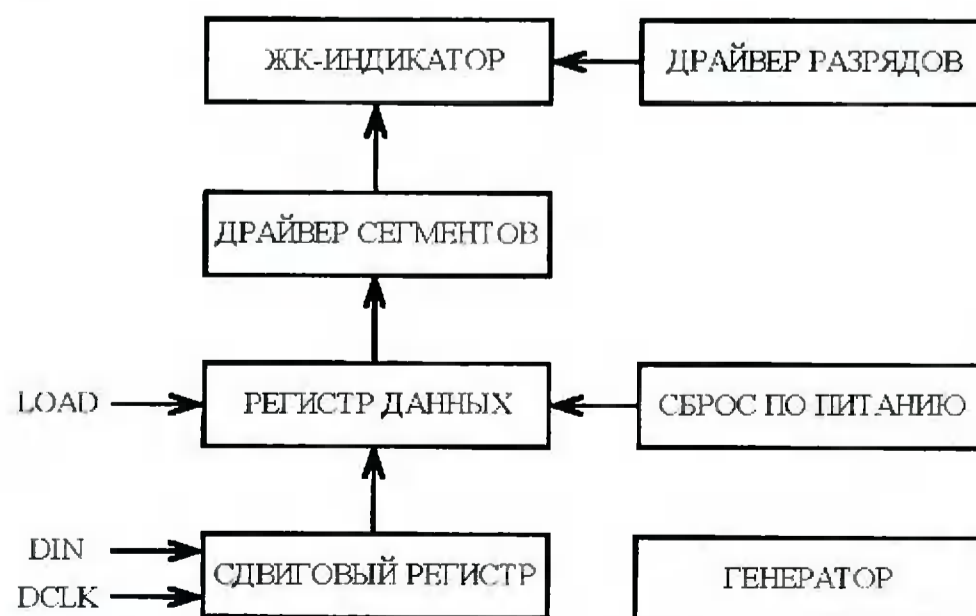 ЖК-ИНДИКАТОР
ДРАЙВЕР РАЗРЯДОВ
ДРАЙВЕР СЕГМЕНТОВ
LOAD
РЕГИСТР ДАННЫХ
СБРОС ПО ПИТАНИЮ
DIN
DCLK
СДВИГОВЫЙ РЕГИСТР
ГЕНЕРАТОР